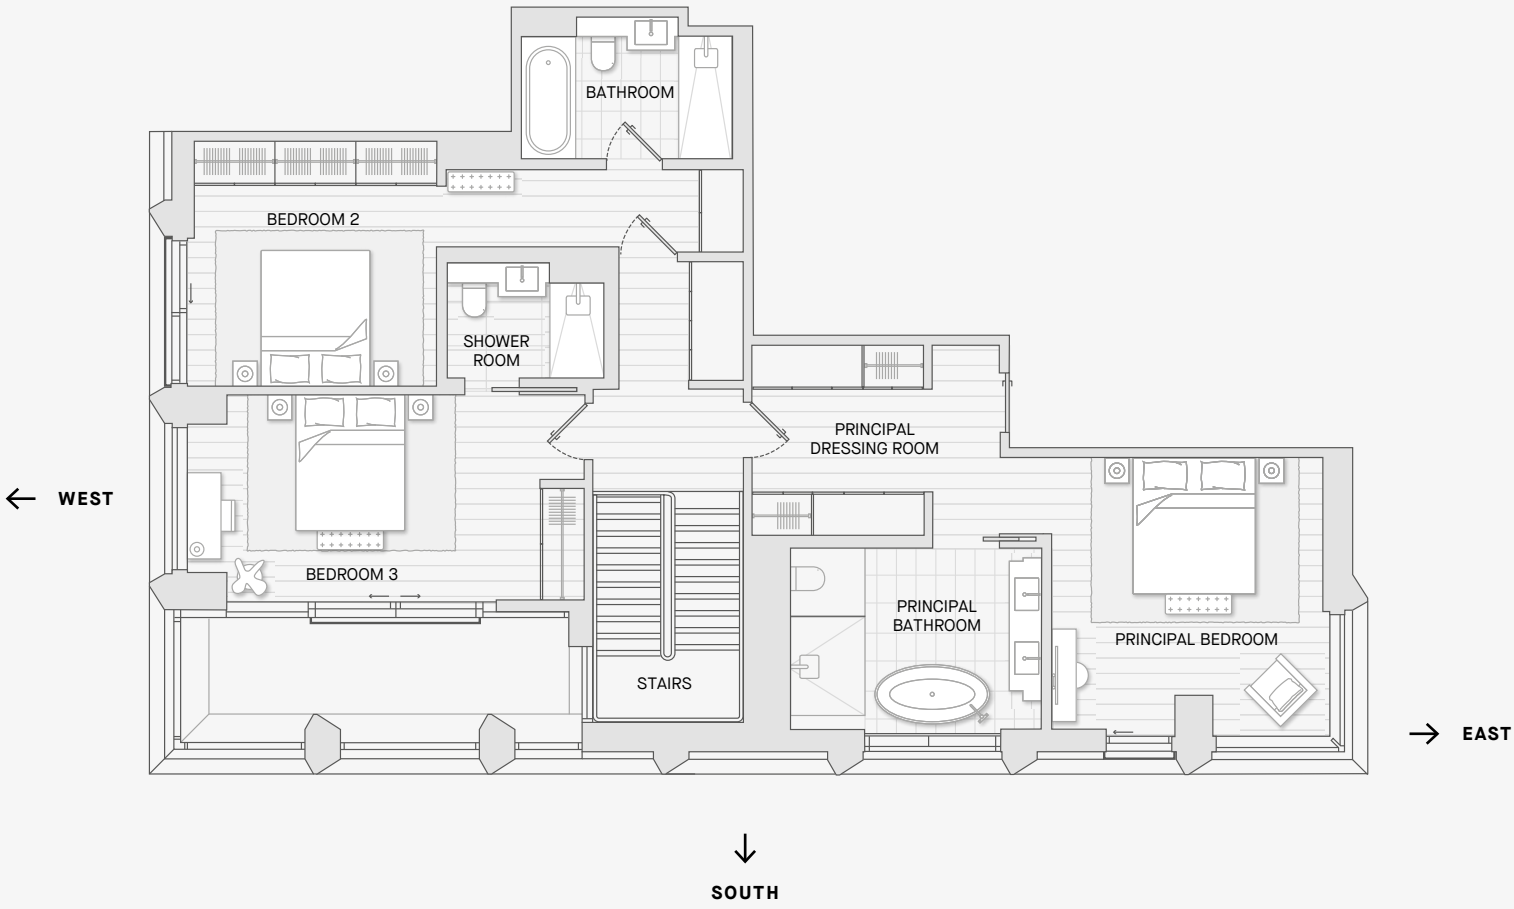 BATHROOM
BEDROOM 2
SHOWER
ROOM
PRINCIPAL
DRESSING ROOM
WEST
BEDROOM 3
PRINCIPAL
BATHROOM
PRINCIPAL BEDROOM
STAIRS
EAST
SOUTH